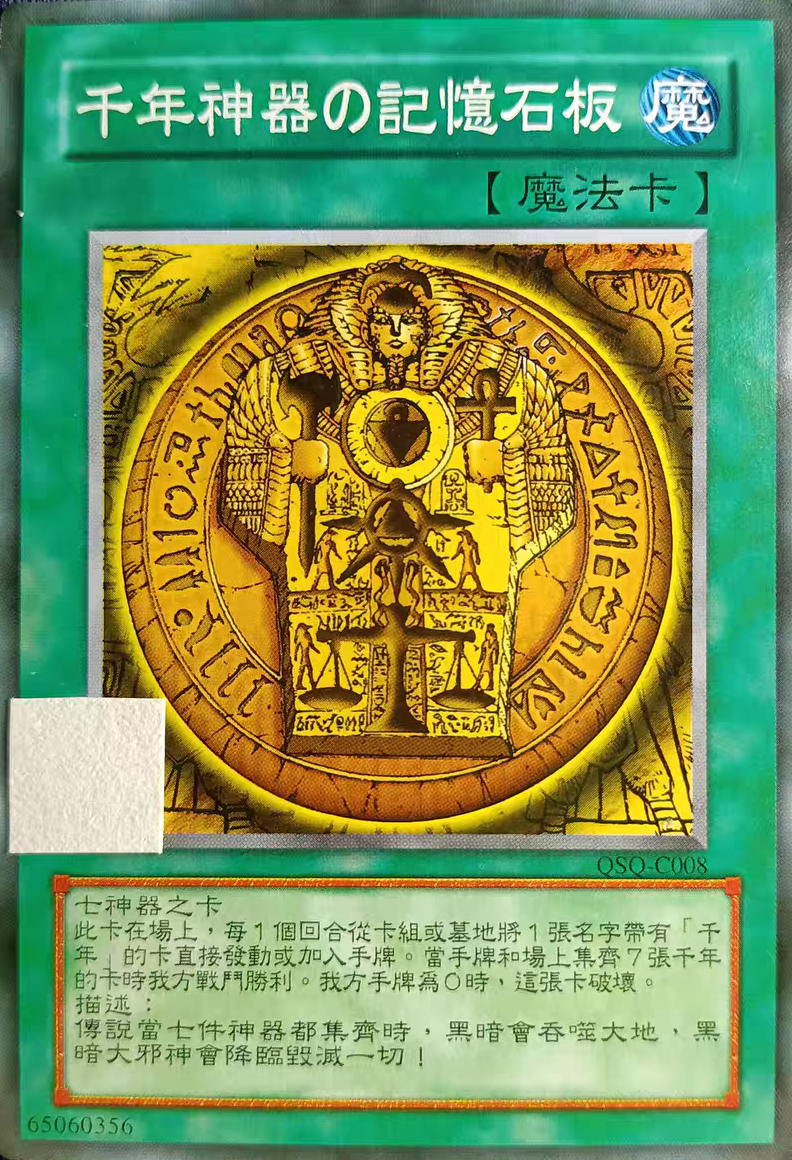 千年神器の記憶石板 魔
【魔法卡】
QSQ-C008
七神器之卡
此卡在場上，每1個回合從卡組或墓地將1張名字帶有「千
年」的卡直接發動或加入手牌。當手牌和場上集齊7張千年
的卡時我方戰鬥勝利。我方手牌為0時，這張卡破壞。
描述：
傳說當七件神器都集齊時，黑暗會吞噬大地，黑
暗大邪神會降臨毀滅一切！
65060356